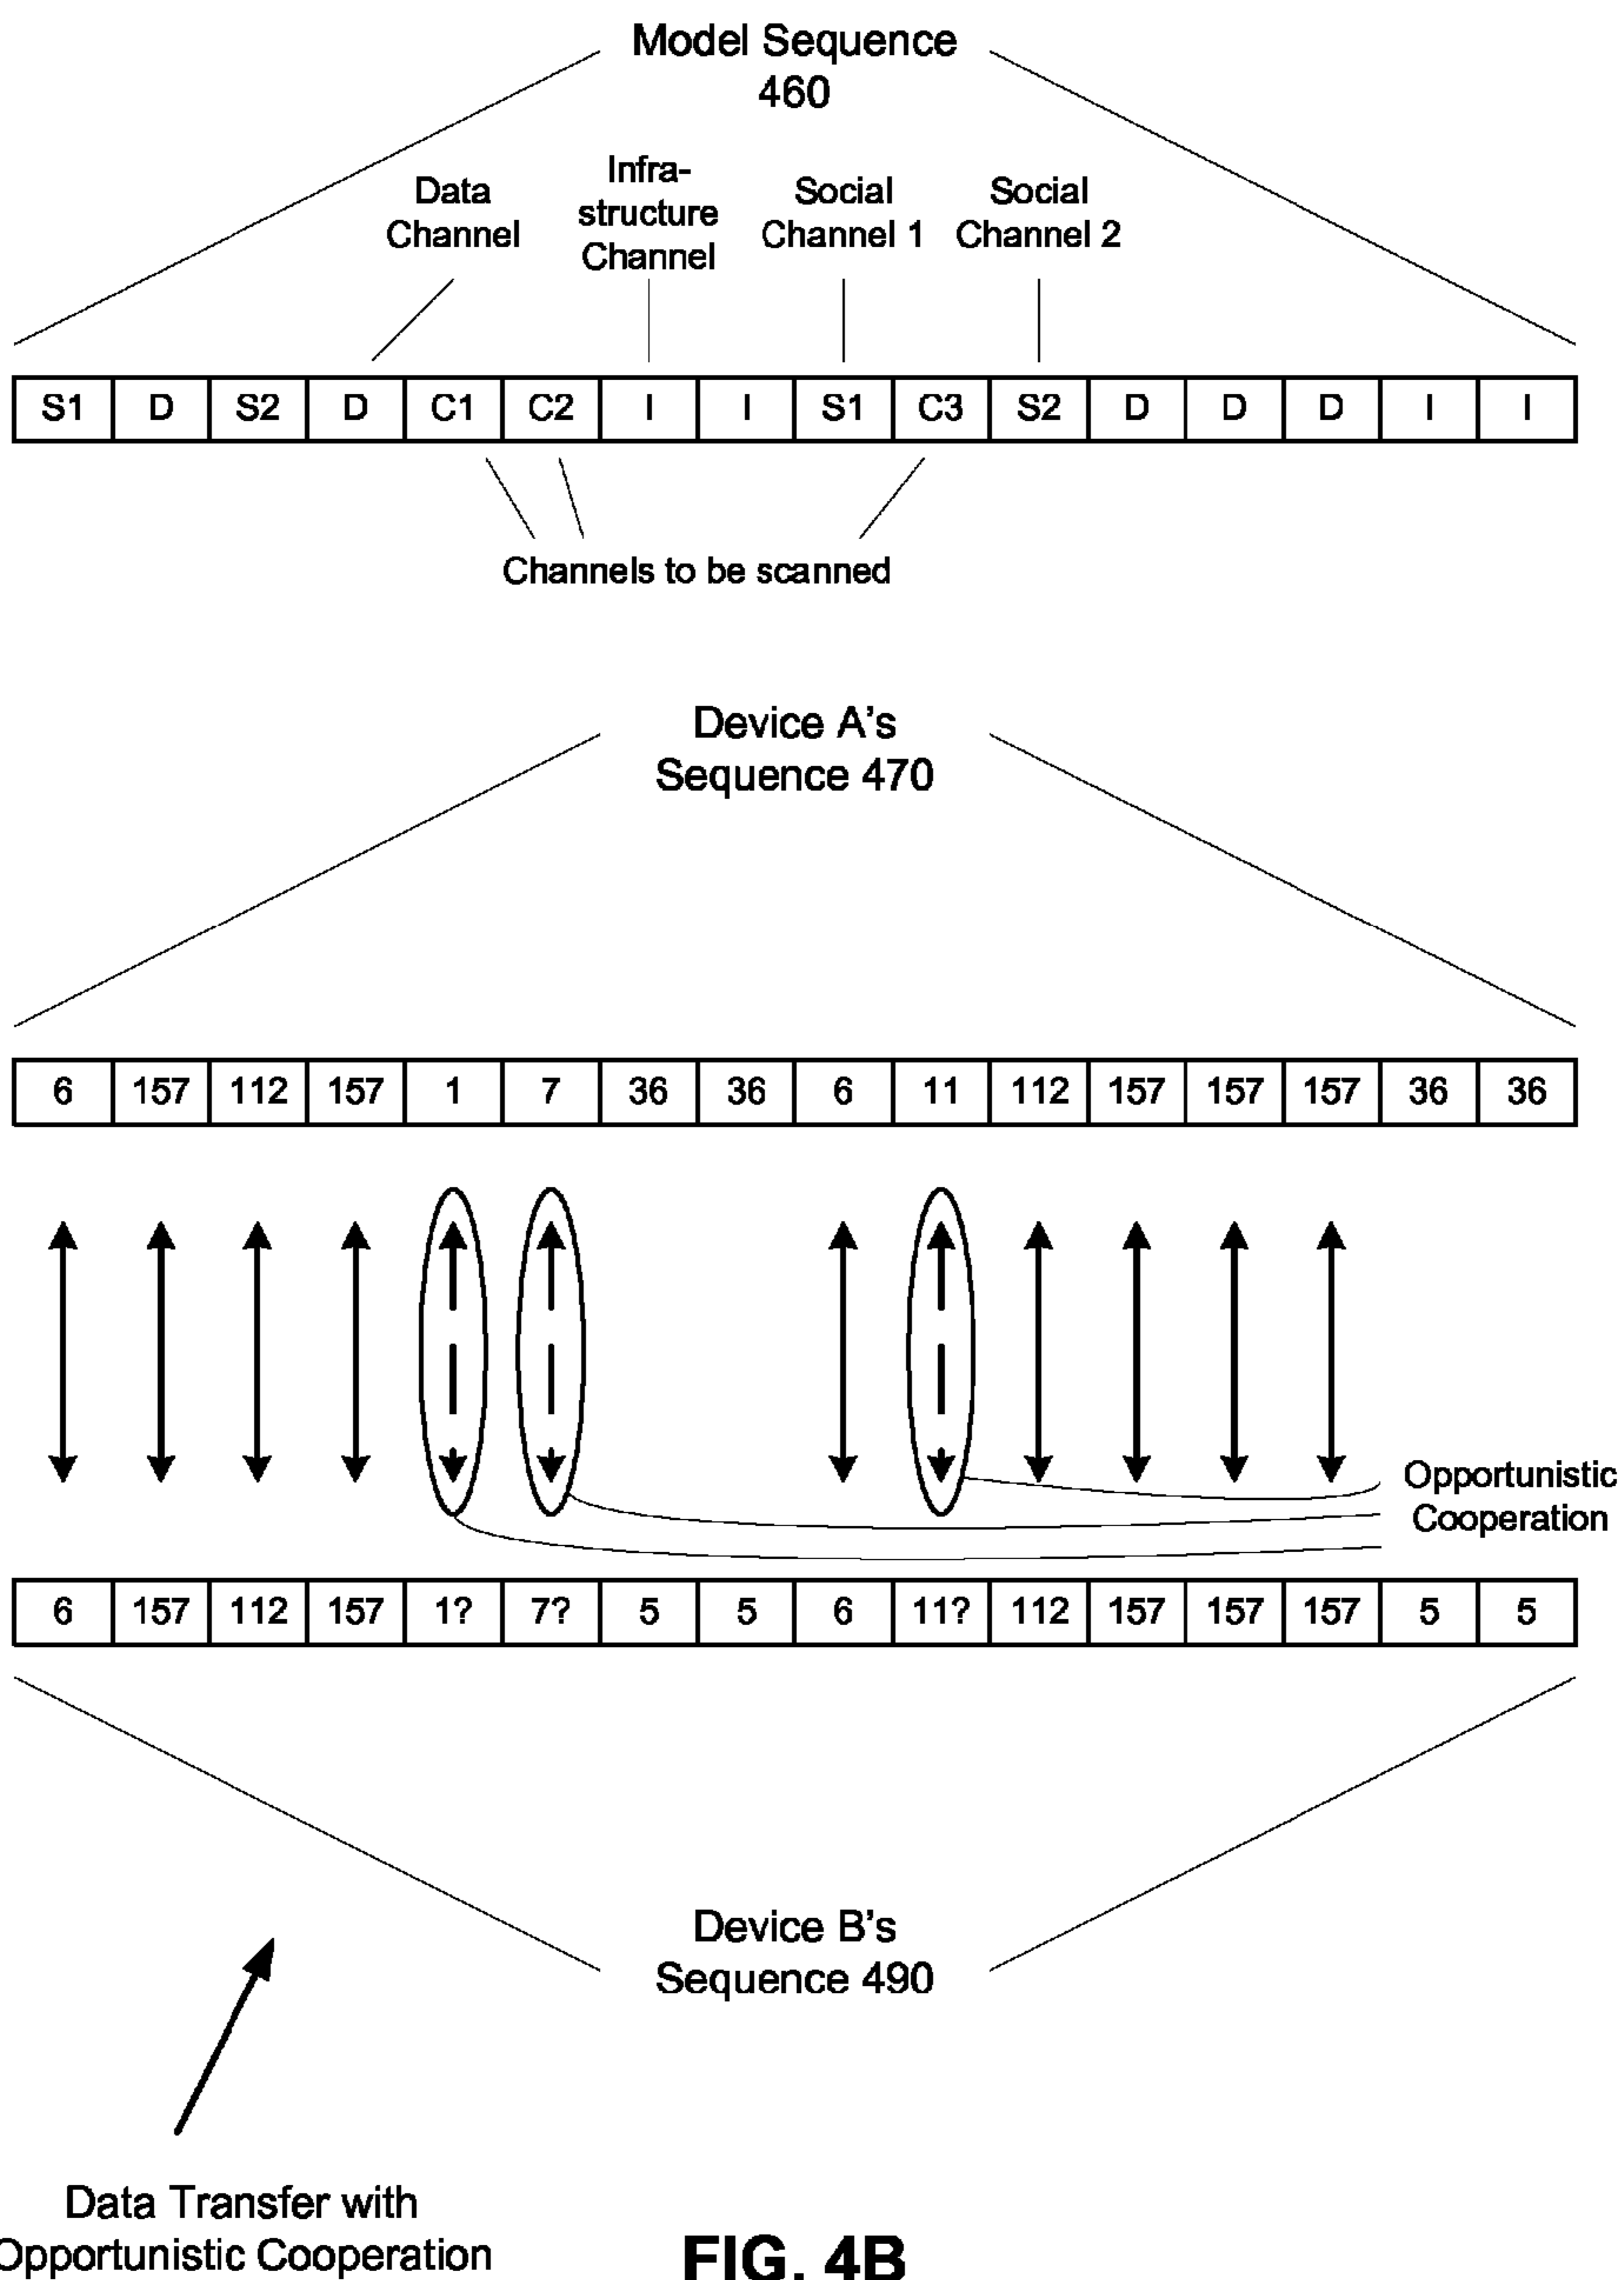 Model Sequence
460
Data
Channel
Infra-
structure
Channel
Social
Channel 1
Social
Channel 2
S1 D S2 D C1 C2 I I S1 C3 S2 D D D I I
Channels to be scanned
Device A's
Sequence 470
6 157 112 157 1 7 36 36 6 11 112 157 157 157 36 36
Opportunistic
Cooperation
6 157 112 157 1? 7? 5 5 6 11? 112 157 157 157 5 5
Device B's
Sequence 490
Data Transfer with
Opportunistic Cooperation
FIG. 4B